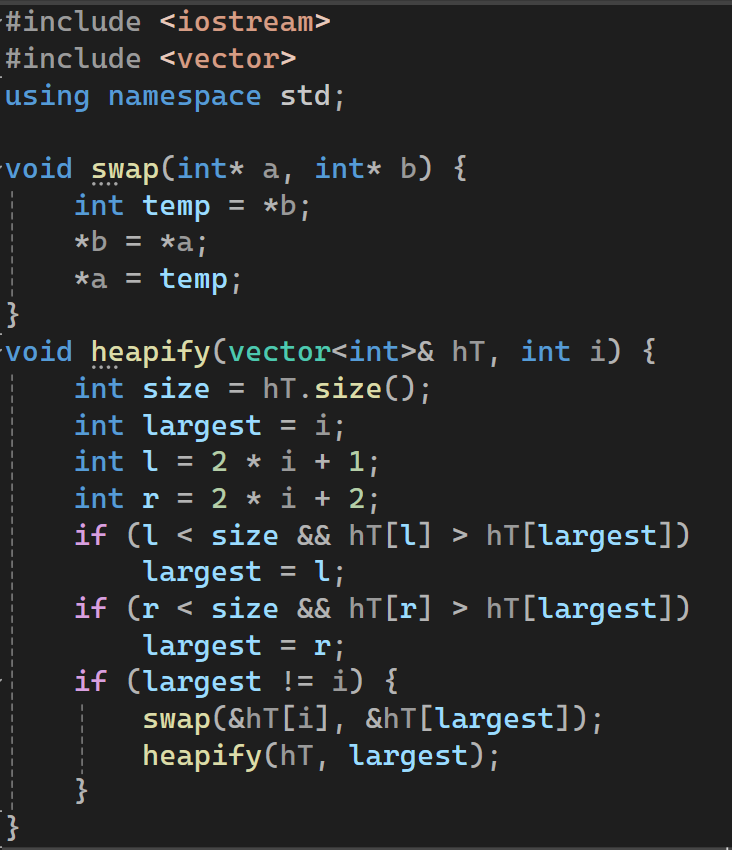 #include <iostream>
#include <vector>
using namespace std;

void swap(int* a, int* b) {
    int temp = *b;
    *b = *a;
    *a = temp;
}
void heapify(vector<int>& hT, int i) {
    int size = hT.size();
    int largest = i;
    int l = 2 * i + 1;
    int r = 2 * i + 2;
    if (l < size && hT[l] > hT[largest])
        largest = l;
    if (r < size && hT[r] > hT[largest])
        largest = r;
    if (largest != i) {
        swap(&hT[i], &hT[largest]);
        heapify(hT, largest);
    }
}